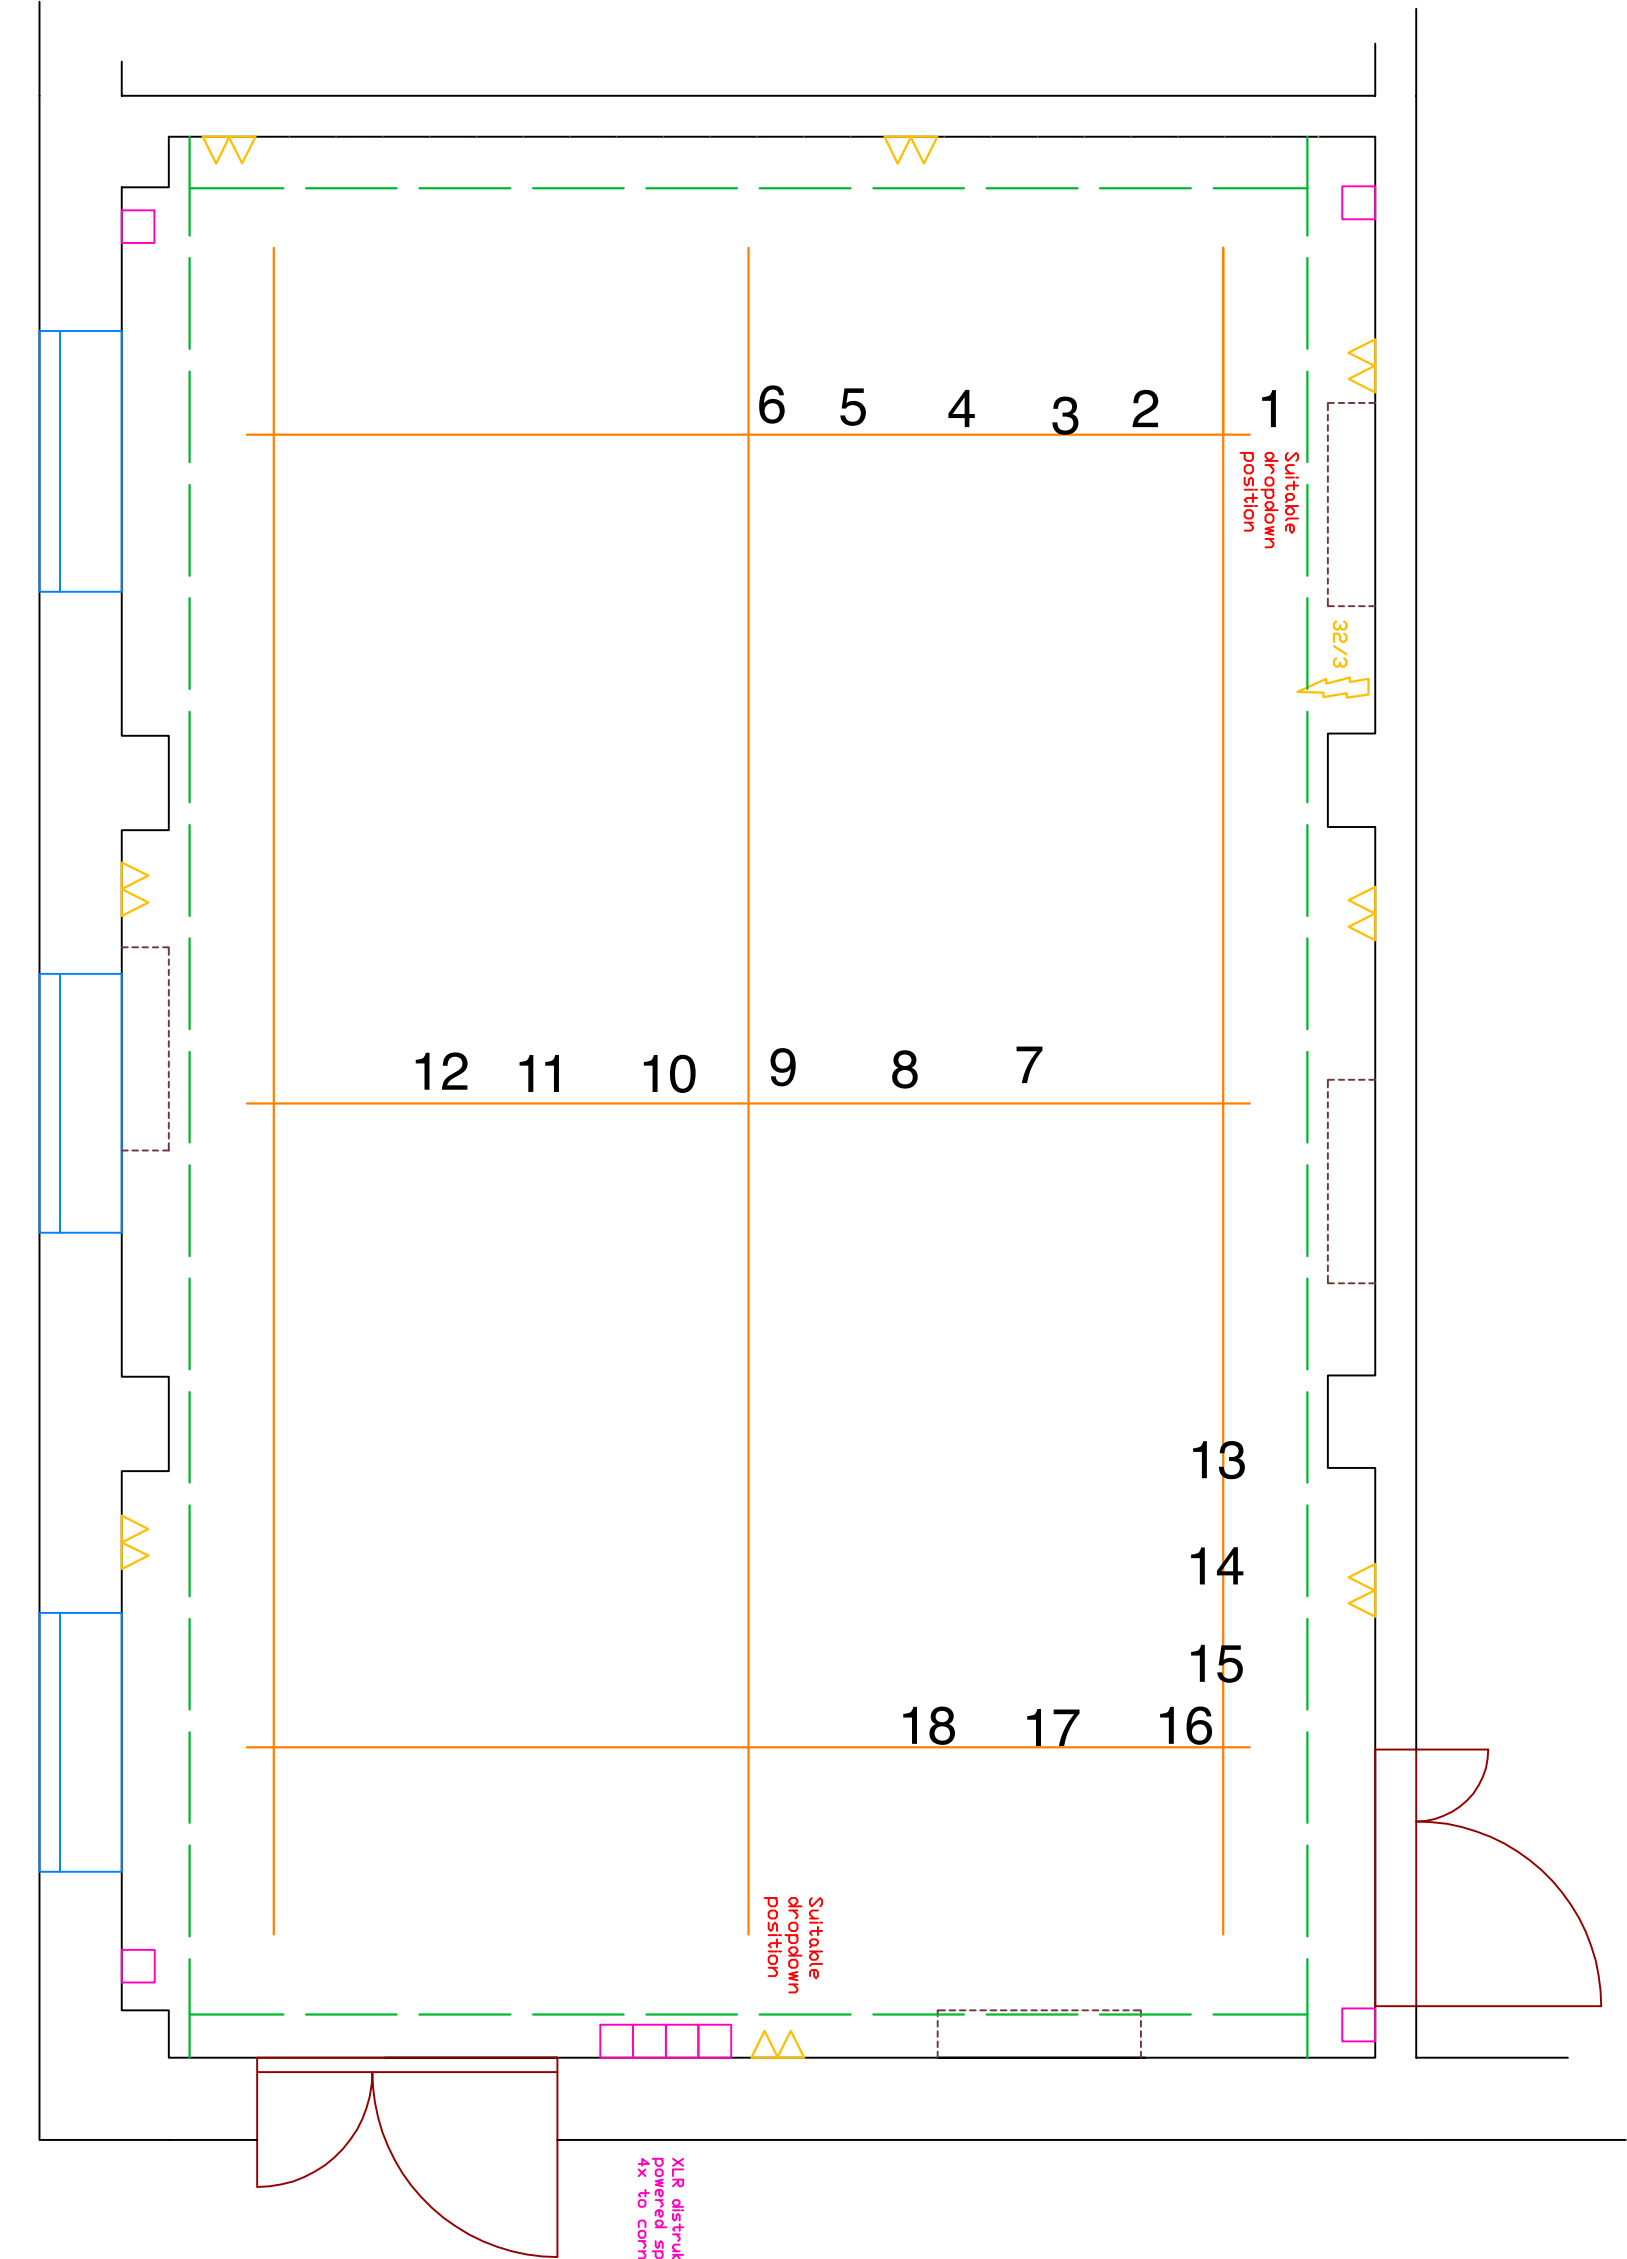 6 5 4 3 2 1
Suitable
dropdown
position
32/3
12 11 10 9 8 7
13
14
15
18 17 16
Suitable
dropdown
position
XLR distruk
powered sp
4x to corn